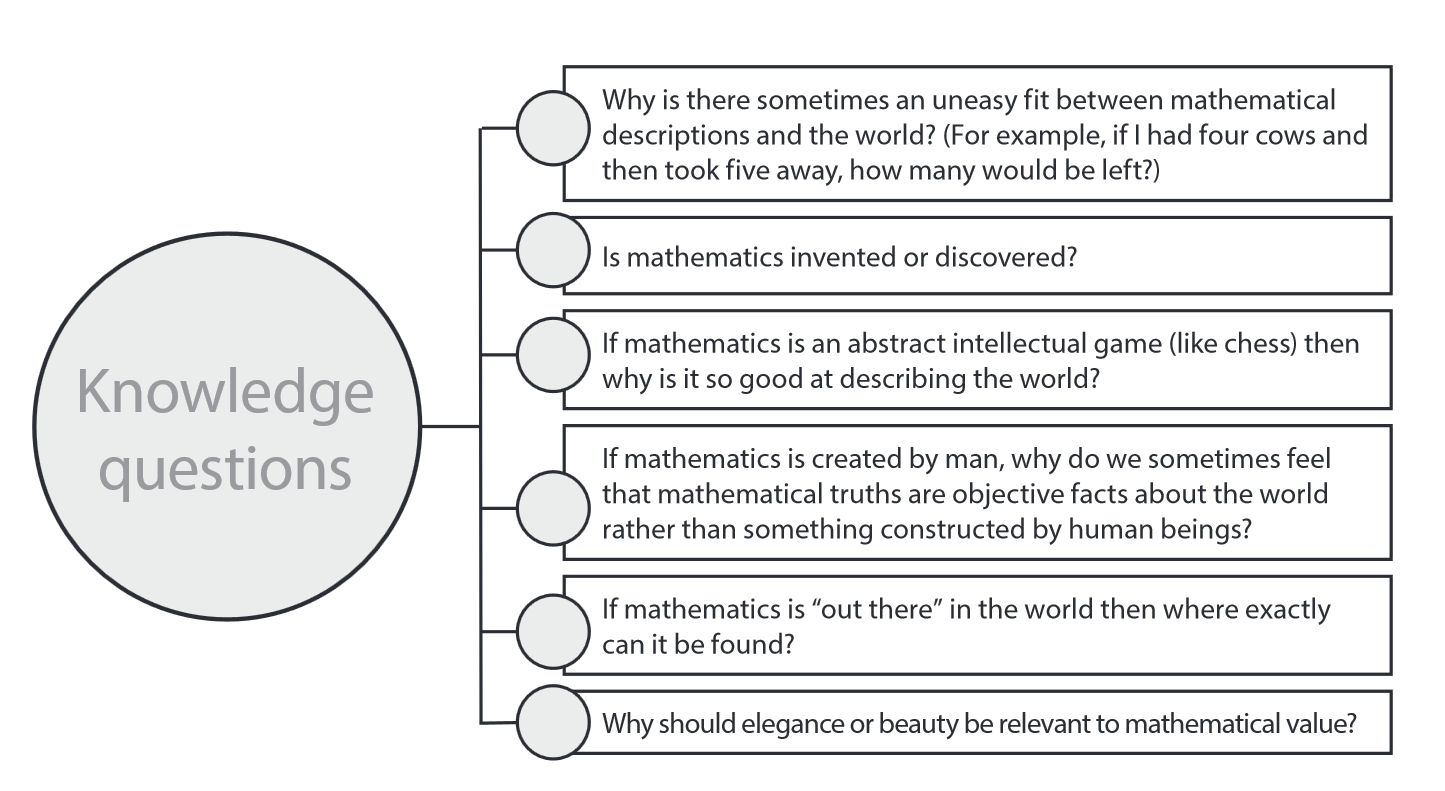 Knowledge
questions
Why is there sometimes an uneasy fit between mathematical
descriptions and the world? (For example, if I had four cows and
then took five away, how many would be left?)
Is mathematics invented or discovered?
If mathematics is an abstract intellectual game (like chess) then
why is it so good at describing the world?
If mathematics is created by man, why do we sometimes feel
that mathematical truths are objective facts about the world
rather than something constructed by human beings?
If mathematics is “out there” in the world then where exactly
can it be found?
Why should elegance or beauty be relevant to mathematical value?